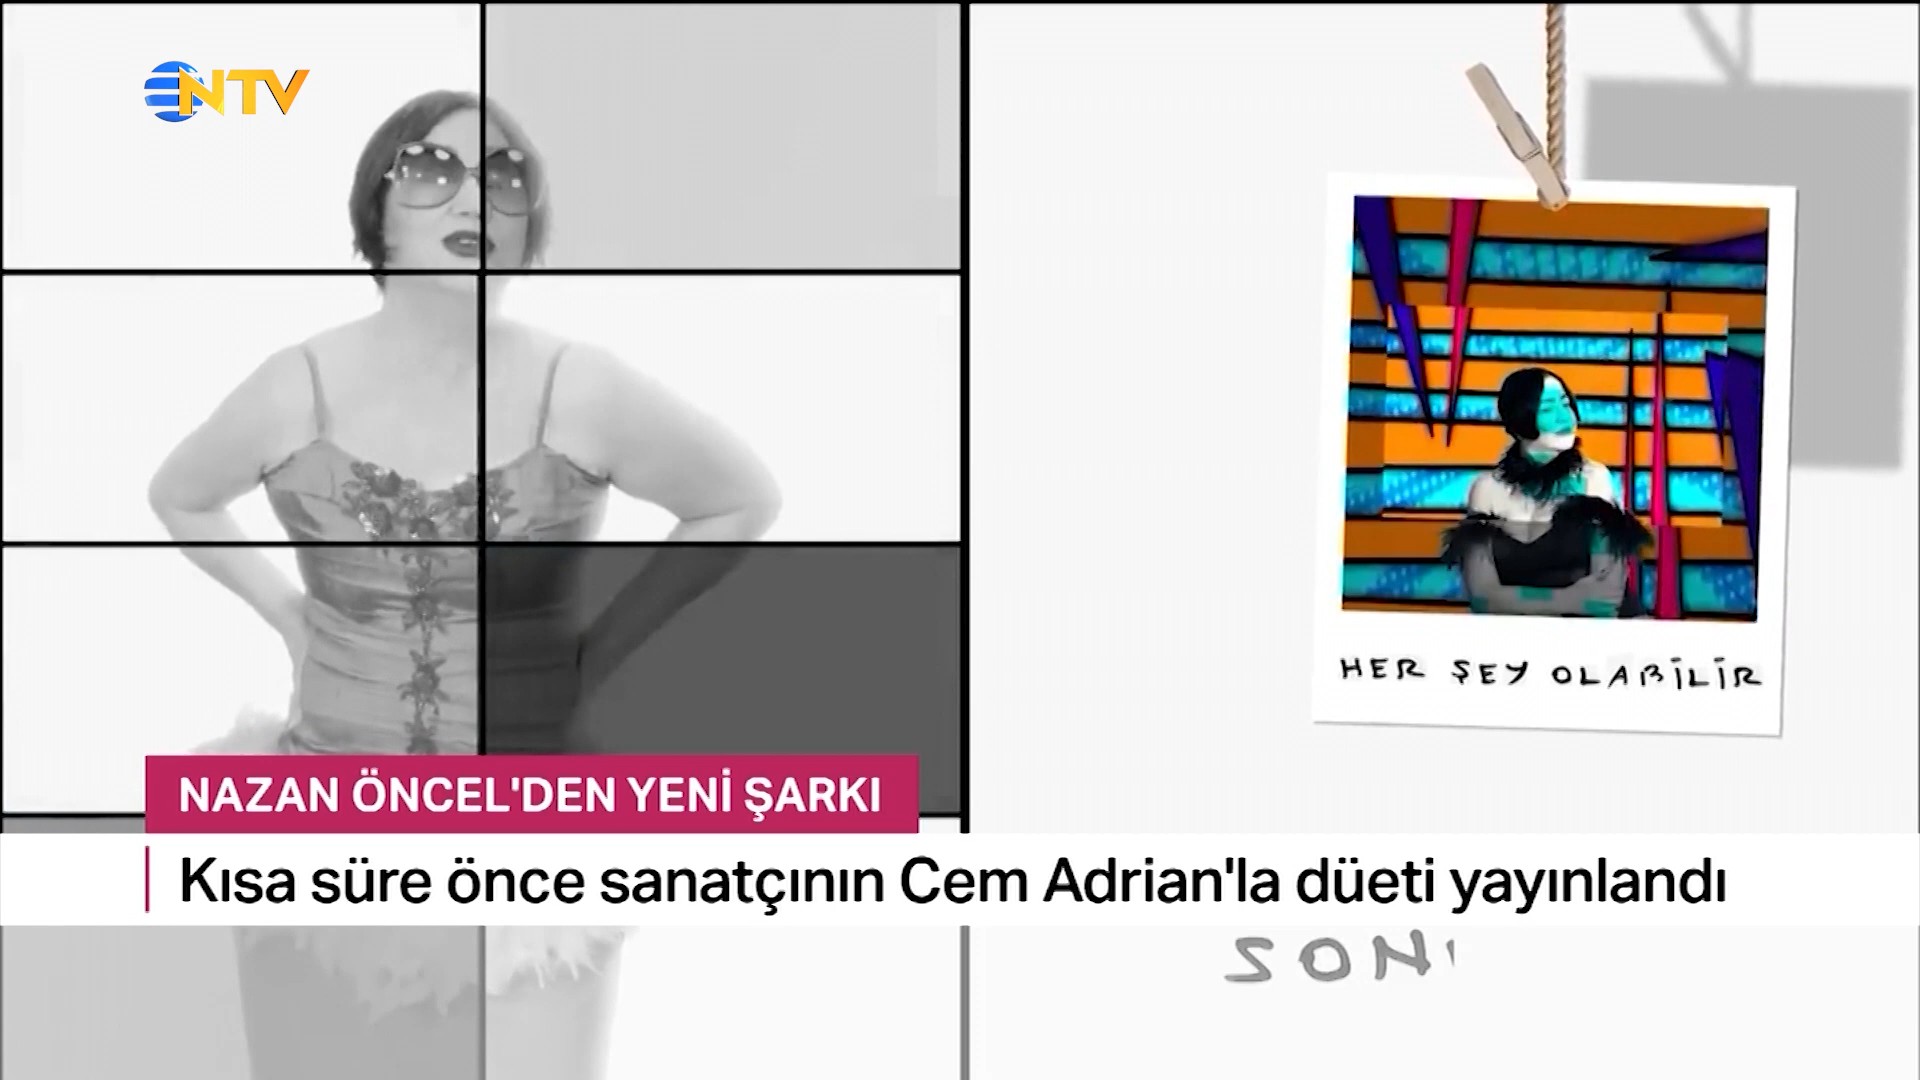 NTV
HER ŞEY OLABİLİR
NAZAN ÖNCEL'DEN YENİ ŞARKI
Kısa süre önce sanatçının Cem Adrian'la düeti yayınlandı
SON